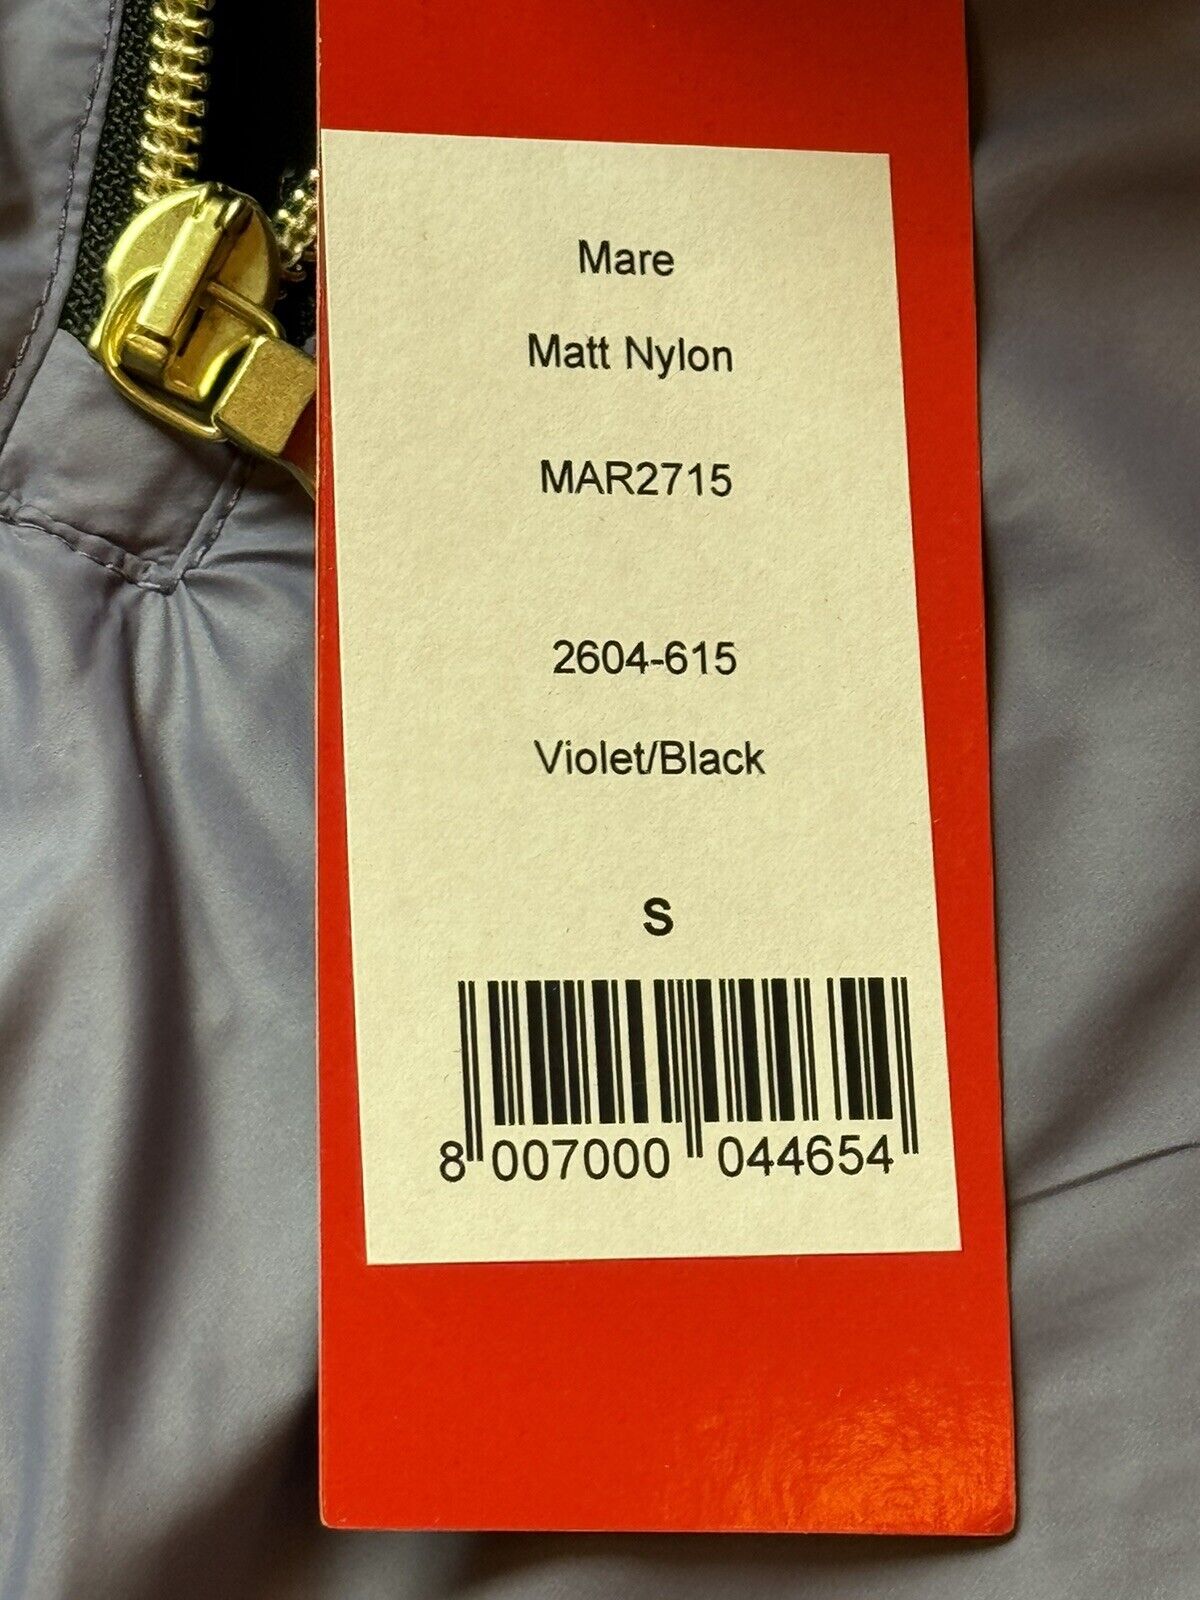 Mare
Matt Nylon
MAR2715
2604-615
Violet/Black
S
8 007000 044654